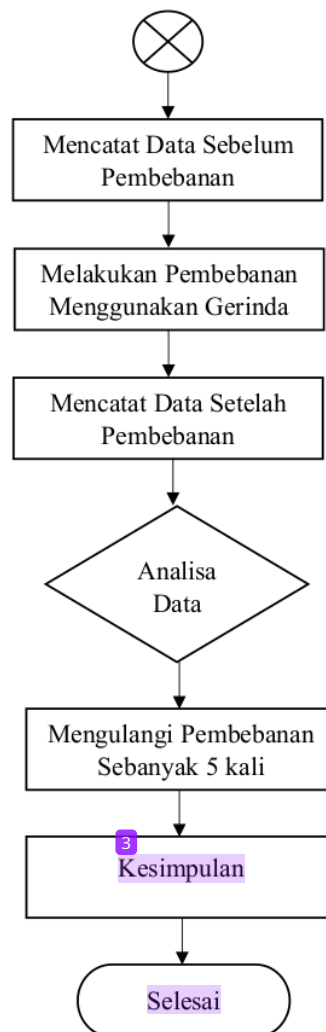 Mencatat Data Sebelum
Pembebanan
Melakukan Pembebanan
Menggunakan Gerinda
Mencatat Data Setelah
Pembebanan
Analisa
Data
Mengulangi Pembebanan
Sebanyak 5 kali
3
Kesimpulan
Selesai